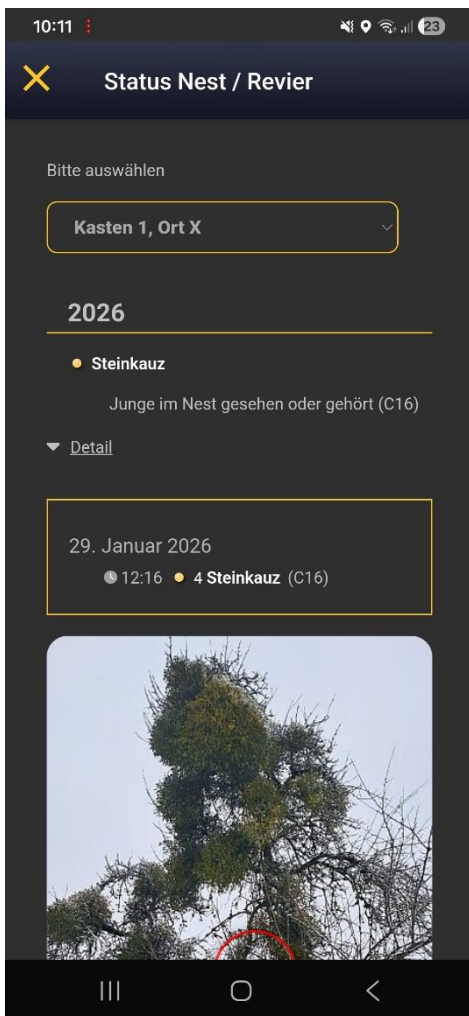 10:11
23
Status Nest / Revier
Bitte auswählen
Kasten 1, Ort X
2026
Steinkauz
Junge im Nest gesehen oder gehört (C16)
Detail
29. Januar 2026
12:16 4 Steinkauz (C16)